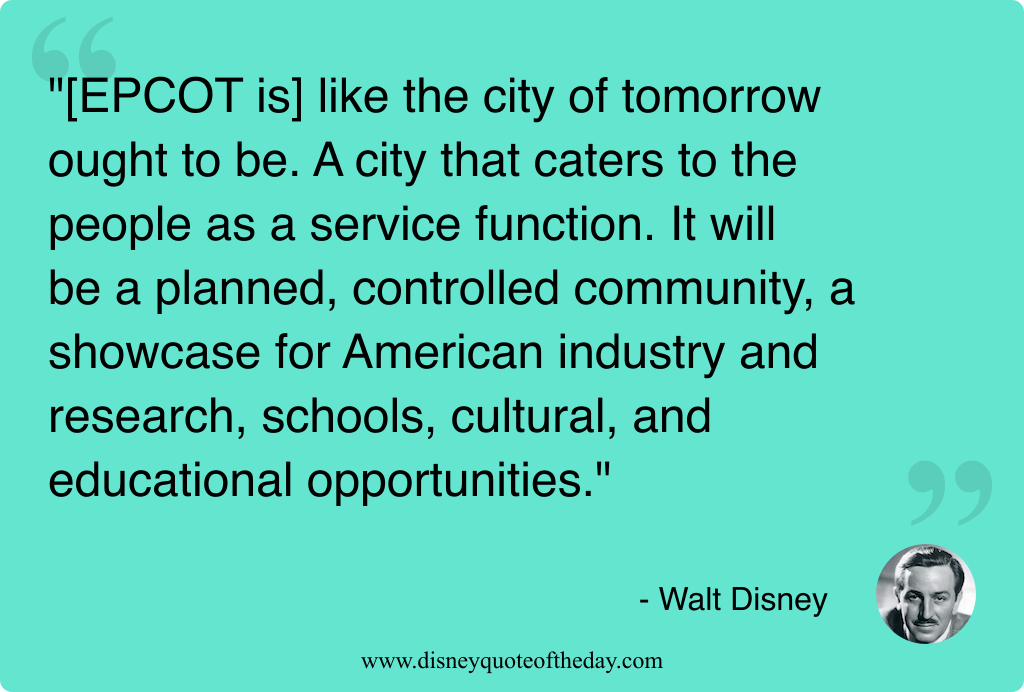 "[EPCOT is] like the city of tomorrow
ought to be. A city that caters to the
people as a service function. It will
be a planned, controlled community, a
showcase for American industry and
research, schools, cultural, and
educational opportunities."
- Walt Disney
www.disneyquoteoftheday.com